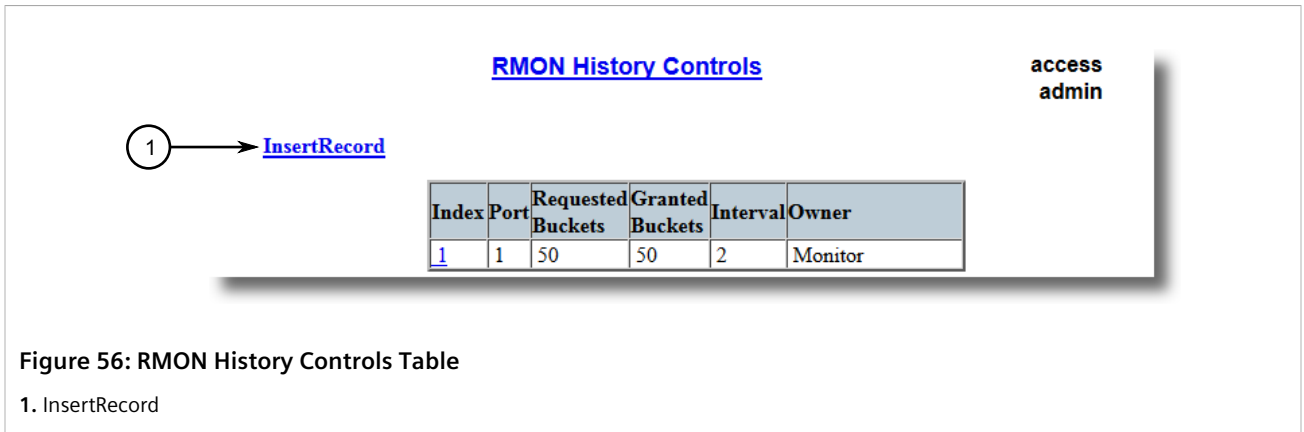 RMON History Controls
access
admin
1
InsertRecord
Index Port Requested Buckets Granted Buckets Interval Owner
1 1 50 50 2 Monitor
Figure 56: RMON History Controls Table
1. InsertRecord